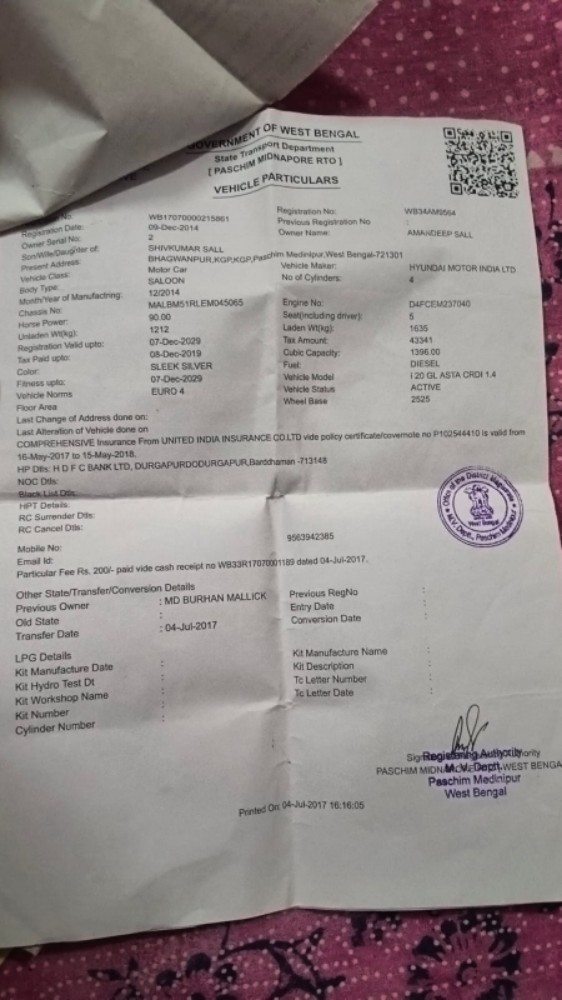 GOVERNMENT OF WEST BENGAL
State Transport Department
[ PASCHIM MIDNAPORE RTO ]
VEHICLE PARTICULARS
No: WB17070000215861 Registration No:
Registration Date: 09-Dec-2014 Previous Registration No :
Owner Serial No: 2 Owner Name: AMANDEEP SALL
Son/Wife/Daughter of: SHIVKUMAR SALL
Present Address: BHAGWANPUR,KGP,KGP,Paschim Medinipur,West Bengal-721301
Vehicle Class: Motor Car Vehicle Maker: HYUNDAI MOTOR INDIA LTD
Body Type: SALOON No of Cylinders: 4
Month/Year of Manufactring: 12/2014
Chassis No: MALBM51RLEM045065 Engine No: D4FCEM237040
Horse Power: 90.00 Seat(including driver): 5
Unladen Wt(kg): 1212 Laden Wt(kg): 1635
Registration Valid upto: 07-Dec-2029 Tax Amount: 43341
Tax Paid upto: 08-Dec-2019 Cubic Capacity: 1396.00
Color: SLEEK SILVER Fuel: DIESEL
Fitness upto: 07-Dec-2029 Vehicle Model I 20 GL ASTA CRDI 1.4
Vehicle Norms EURO 4 Vehicle Status ACTIVE
Floor Area Wheel Base 2525
Last Change of Address done on:
Last Alteration of Vehicle done on
COMPREHENSIVE Insurance From UNITED INDIA INSURANCE CO.LTD vide policy certificate/covernote no P102544410 is valid from
16-May-2017 to 15-May-2018.
HP Dtls: H D F C BANK LTD, DURGAPURDODURGAPUR,Barddhaman -713148
NOC Dtls:
Black List Dtls:
HPT Details:
RC Surrender Dtls:
RC Cancel Dtls:
Mobile No: 9563942385
Email Id:
Particular Fee Rs. 200/- paid vide cash receipt no WB33R17070001189 dated 04-Jul-2017.
Other State/Transfer/Conversion Details
Previous Owner : MD BURHAN MALLICK Previous RegNo :
Old State : Entry Date :
Transfer Date : 04-Jul-2017 Conversion Date :
LPG Details
Kit Manufacture Date : Kit Manufacture Name :
Kit Hydro Test Dt : Kit Description :
Kit Workshop Name : Tc Letter Number :
Kit Number : Tc Letter Date :
Cylinder Number :
Registering Authority
M. V. Deptt. WEST BENGA
Paschim Medinipur
West Bengal
Printed On: 04-Jul-2017 16:16:05